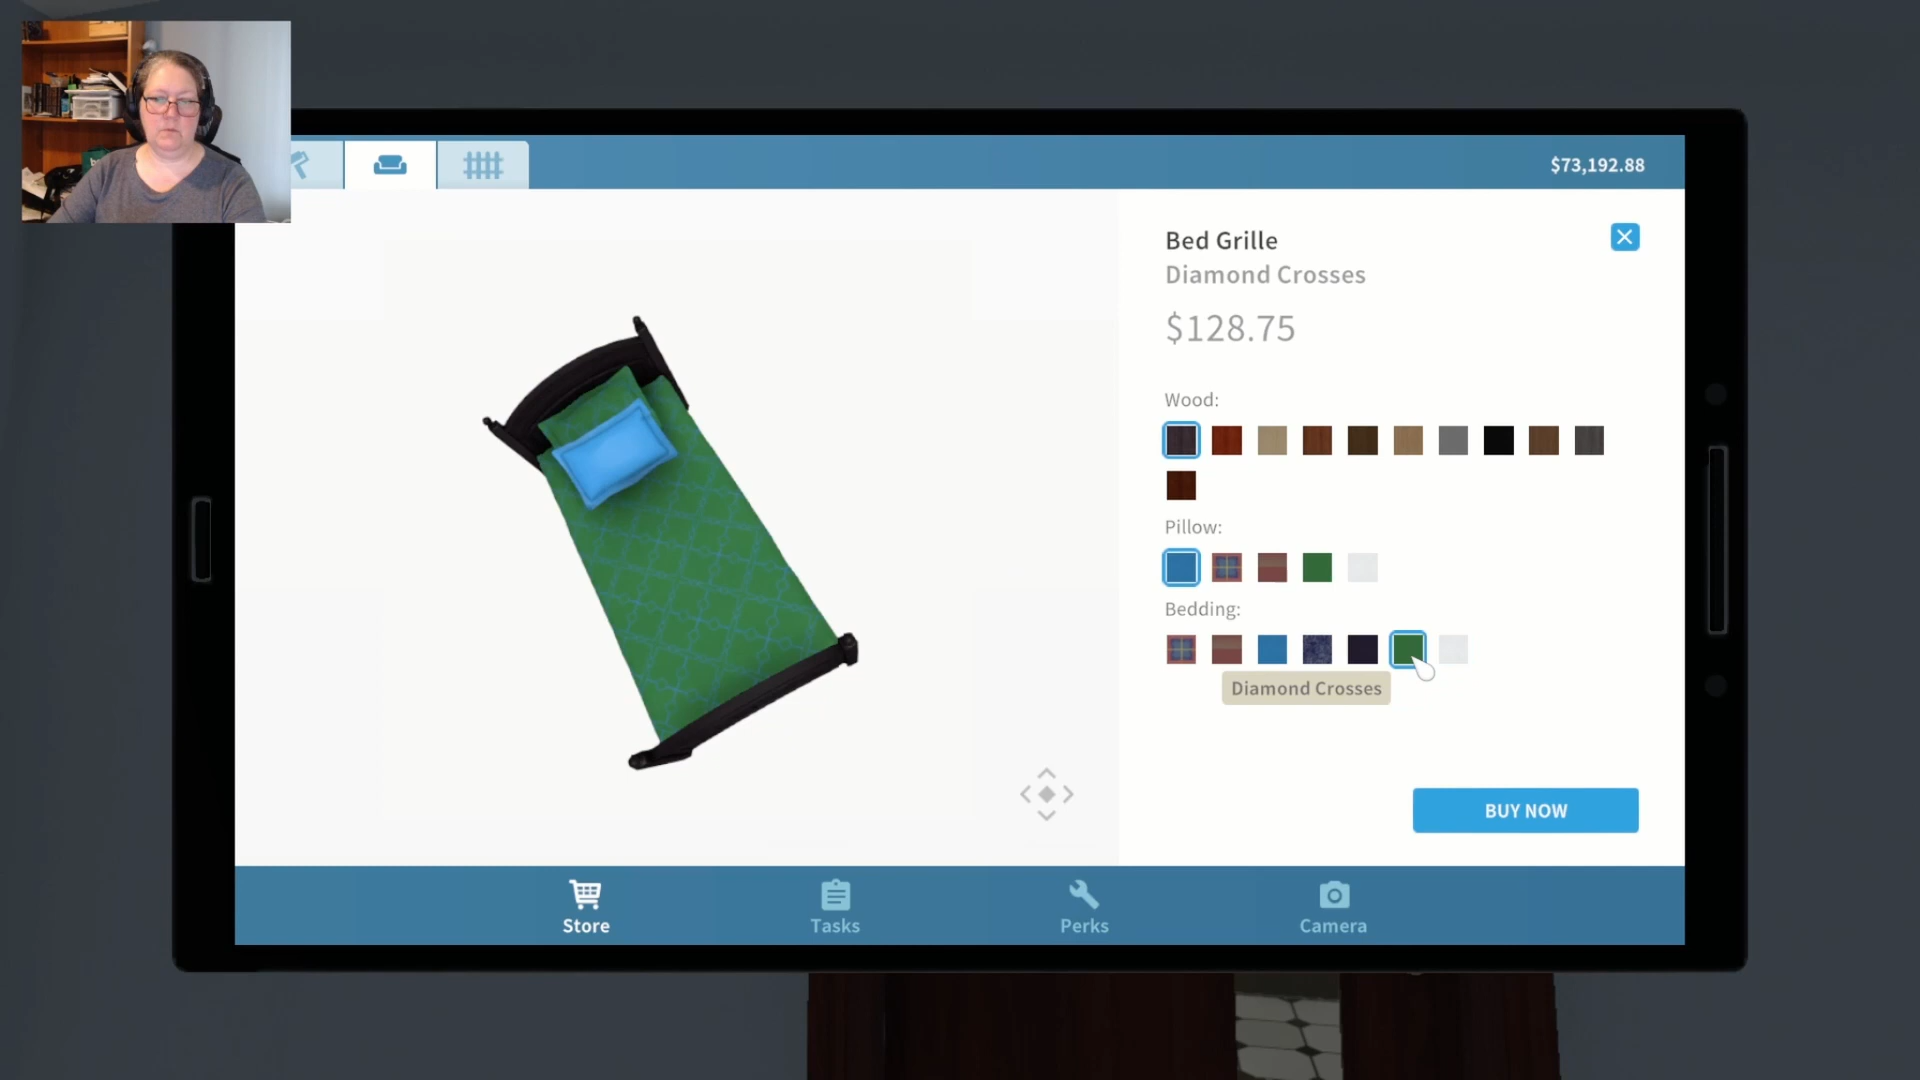 $73,192.88
Bed Grille
Diamond Crosses
$128.75
Wood:
Pillow:
Bedding:
Diamond Crosses
BUY NOW
Store
Tasks
Perks
Camera